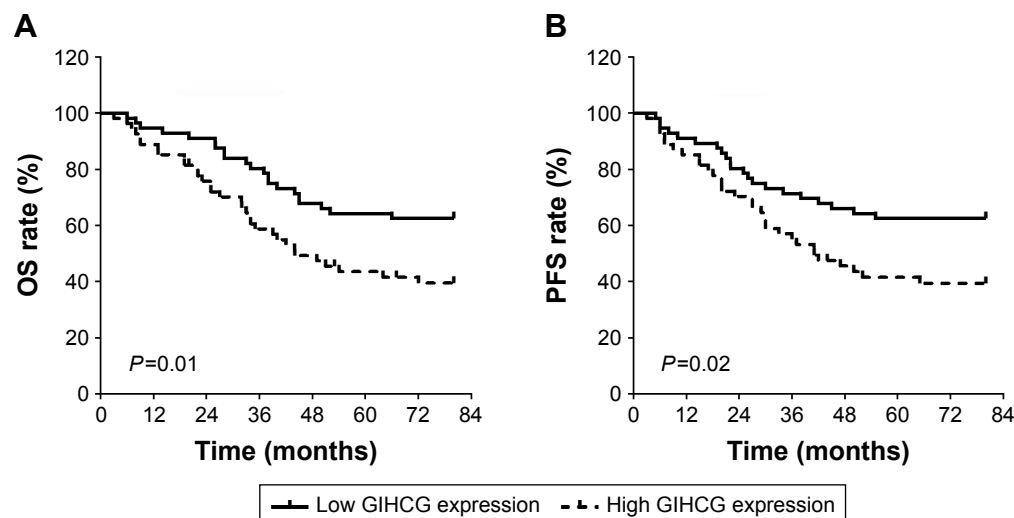 A
OS rate (%)
120
100
80
60
40
20
0
P=0.01
0 12 24 36 48 60 72 84
Time (months)
B
PFS rate (%)
120
100
80
60
40
20
0
P=0.02
0 12 24 36 48 60 72 84
Time (months)
Low GIHCG expression High GIHCG expression